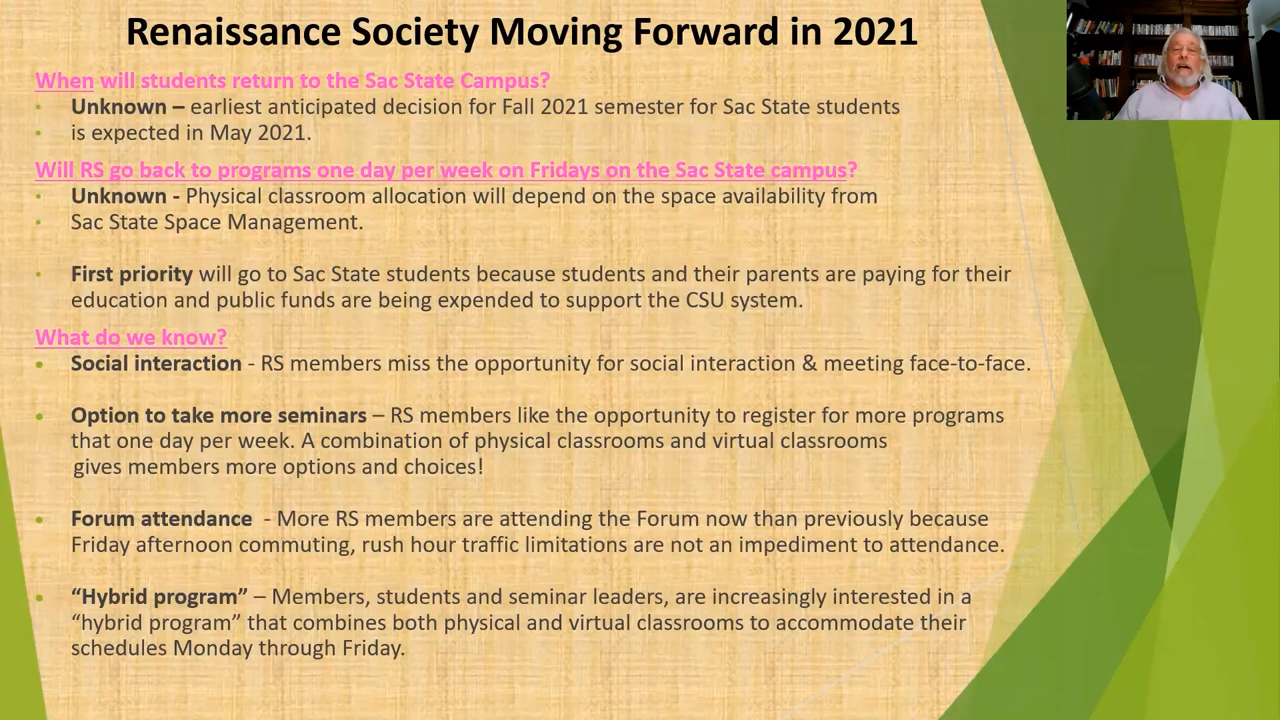 Renaissance Society Moving Forward in 2021
When will students return to the Sac State Campus?
• Unknown – earliest anticipated decision for Fall 2021 semester for Sac State students
• is expected in May 2021.
Will RS go back to programs one day per week on Fridays on the Sac State campus?
• Unknown - Physical classroom allocation will depend on the space availability from
• Sac State Space Management.
• First priority will go to Sac State students because students and their parents are paying for their
education and public funds are being expended to support the CSU system.
What do we know?
• Social interaction - RS members miss the opportunity for social interaction & meeting face-to-face.
• Option to take more seminars – RS members like the opportunity to register for more programs
that one day per week. A combination of physical classrooms and virtual classrooms
gives members more options and choices!
• Forum attendance - More RS members are attending the Forum now than previously because
Friday afternoon commuting, rush hour traffic limitations are not an impediment to attendance.
• “Hybrid program” – Members, students and seminar leaders, are increasingly interested in a
“hybrid program” that combines both physical and virtual classrooms to accommodate their
schedules Monday through Friday.